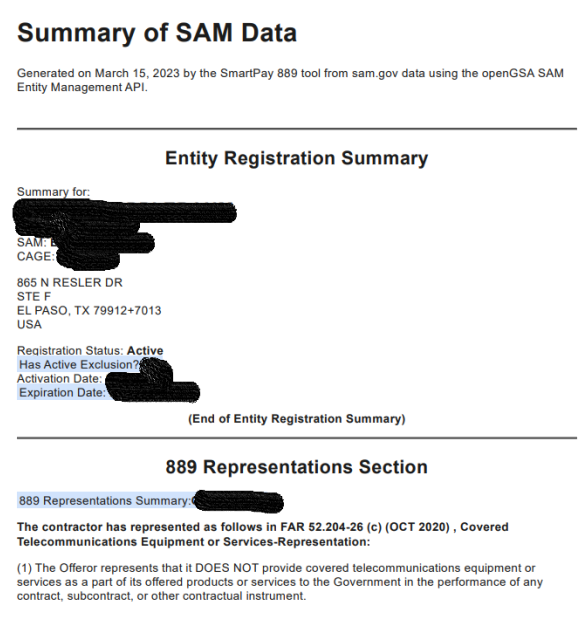 Summary of SAM Data
Generated on March 15, 2023 by the SmartPay 889 tool from sam.gov data using the openGSA SAM
Entity Management API.
Entity Registration Summary
Summary for:
SAM:
CAGE:
865 N RESLER DR
STE F
EL PASO, TX 79912+7013
USA
Registration Status: Active
Has Active Exclusion?
Activation Date:
Expiration Date:
(End of Entity Registration Summary)
889 Representations Section
889 Representations Summary:
The contractor has represented as follows in FAR 52.204-26 (c) (OCT 2020) , Covered
Telecommunications Equipment or Services-Representation:
(1) The Offeror represents that it DOES NOT provide covered telecommunications equipment or
services as a part of its offered products or services to the Government in the performance of any
contract, subcontract, or other contractual instrument.